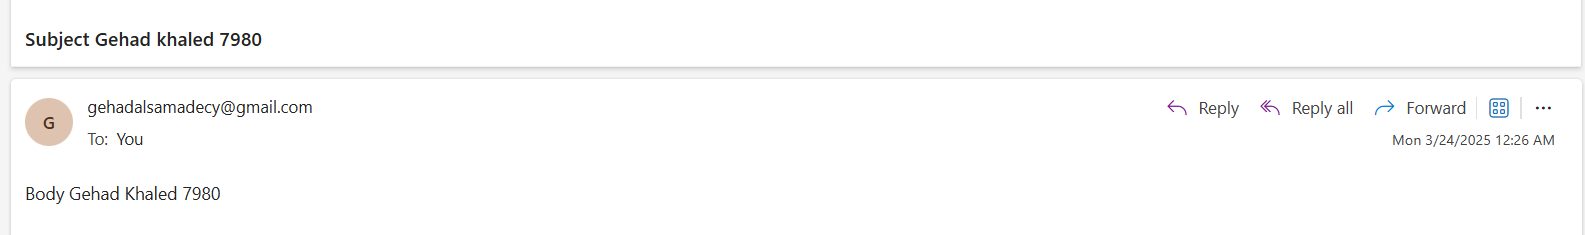 Subject Gehad khaled 7980
G
gehadalsamadecy@gmail.com
Reply Reply all Forward
To: You
Mon 3/24/2025 12:26 AM
Body Gehad Khaled 7980